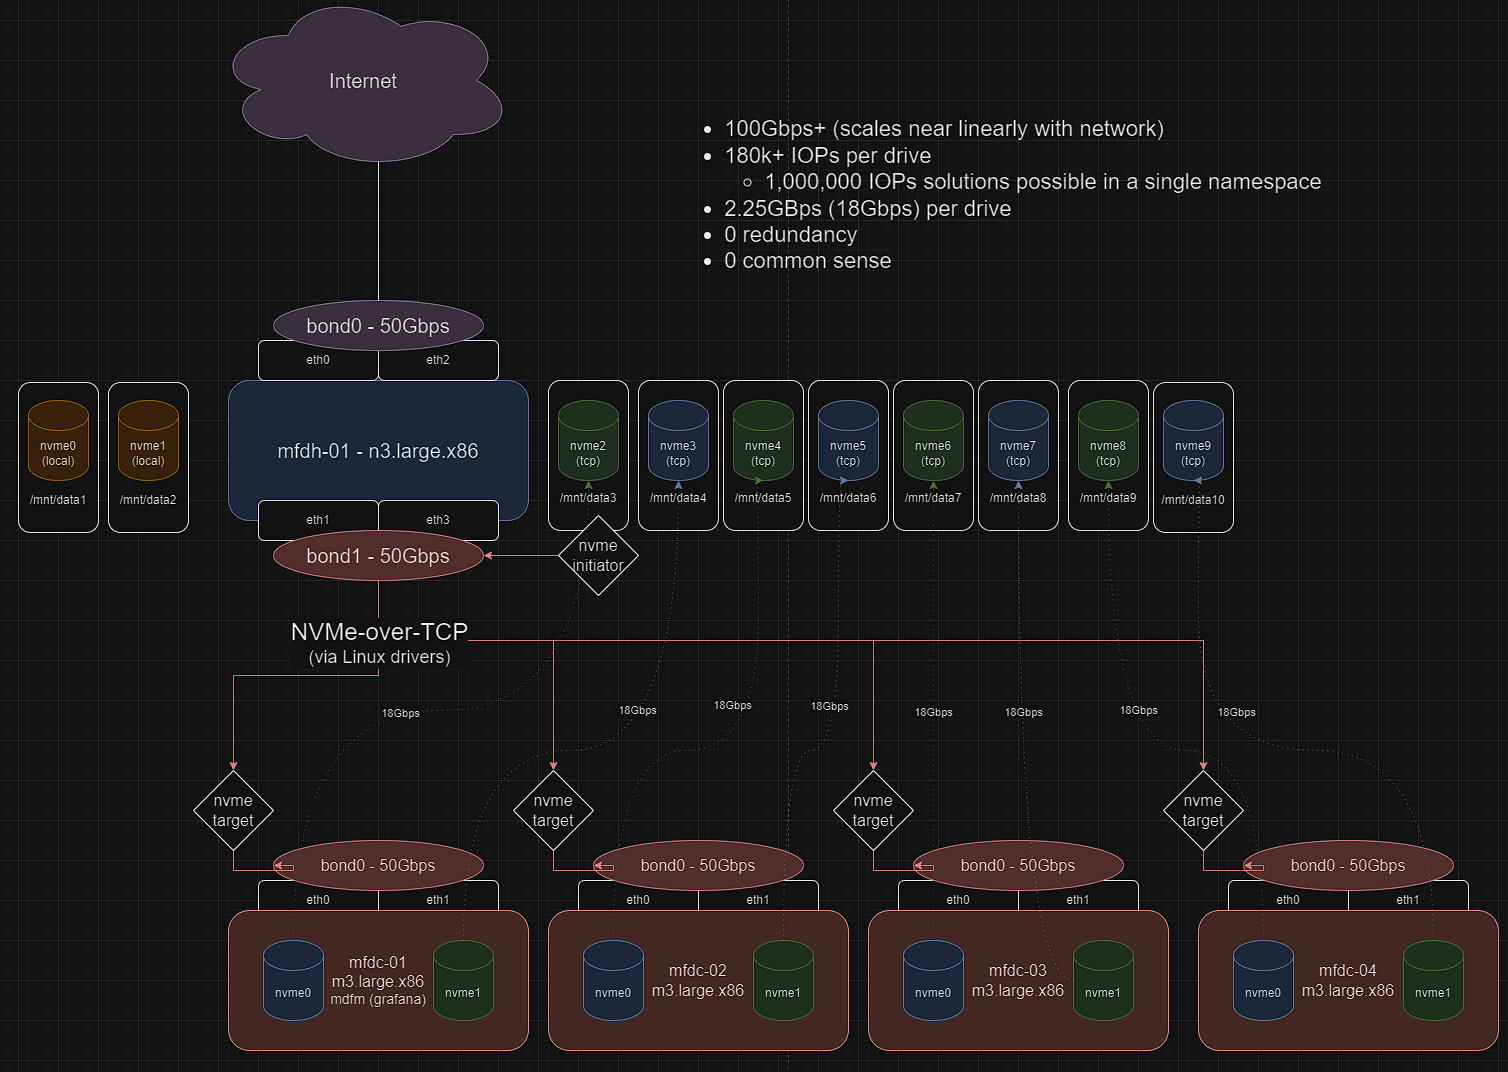 Internet
100Gbps+ (scales near linearly with network)
180k+ IOPs per drive
1,000,000 IOPs solutions possible in a single namespace
2.25GBps (18Gbps) per drive
0 redundancy
0 common sense
bond0 - 50Gbps
eth0
eth2
nvme0
(local)
/mnt/data1
nvme1
(local)
/mnt/data2
mfdh-01 - n3.large.x86
nvme2
(tcp)
/mnt/data3
nvme3
(tcp)
/mnt/data4
nvme4
(tcp)
/mnt/data5
nvme5
(tcp)
/mnt/data6
nvme6
(tcp)
/mnt/data7
nvme7
(tcp)
/mnt/data8
nvme8
(tcp)
/mnt/data9
nvme9
(tcp)
/mnt/data10
eth1
eth3
bond1 - 50Gbps
nvme
initiator
NVMe-over-TCP
(via Linux drivers)
18Gbps
18Gbps
18Gbps
18Gbps
18Gbps
18Gbps
18Gbps
18Gbps
nvme
target
nvme
target
nvme
target
nvme
target
bond0 - 50Gbps
eth0
eth1
nvme0
mfdc-01
m3.large.x86
mdfm (grafana)
nvme1
bond0 - 50Gbps
eth0
eth1
nvme0
mfdc-02
m3.large.x86
nvme1
bond0 - 50Gbps
eth0
eth1
nvme0
mfdc-03
m3.large.x86
nvme1
bond0 - 50Gbps
eth0
eth1
nvme0
mfdc-04
m3.large.x86
nvme1